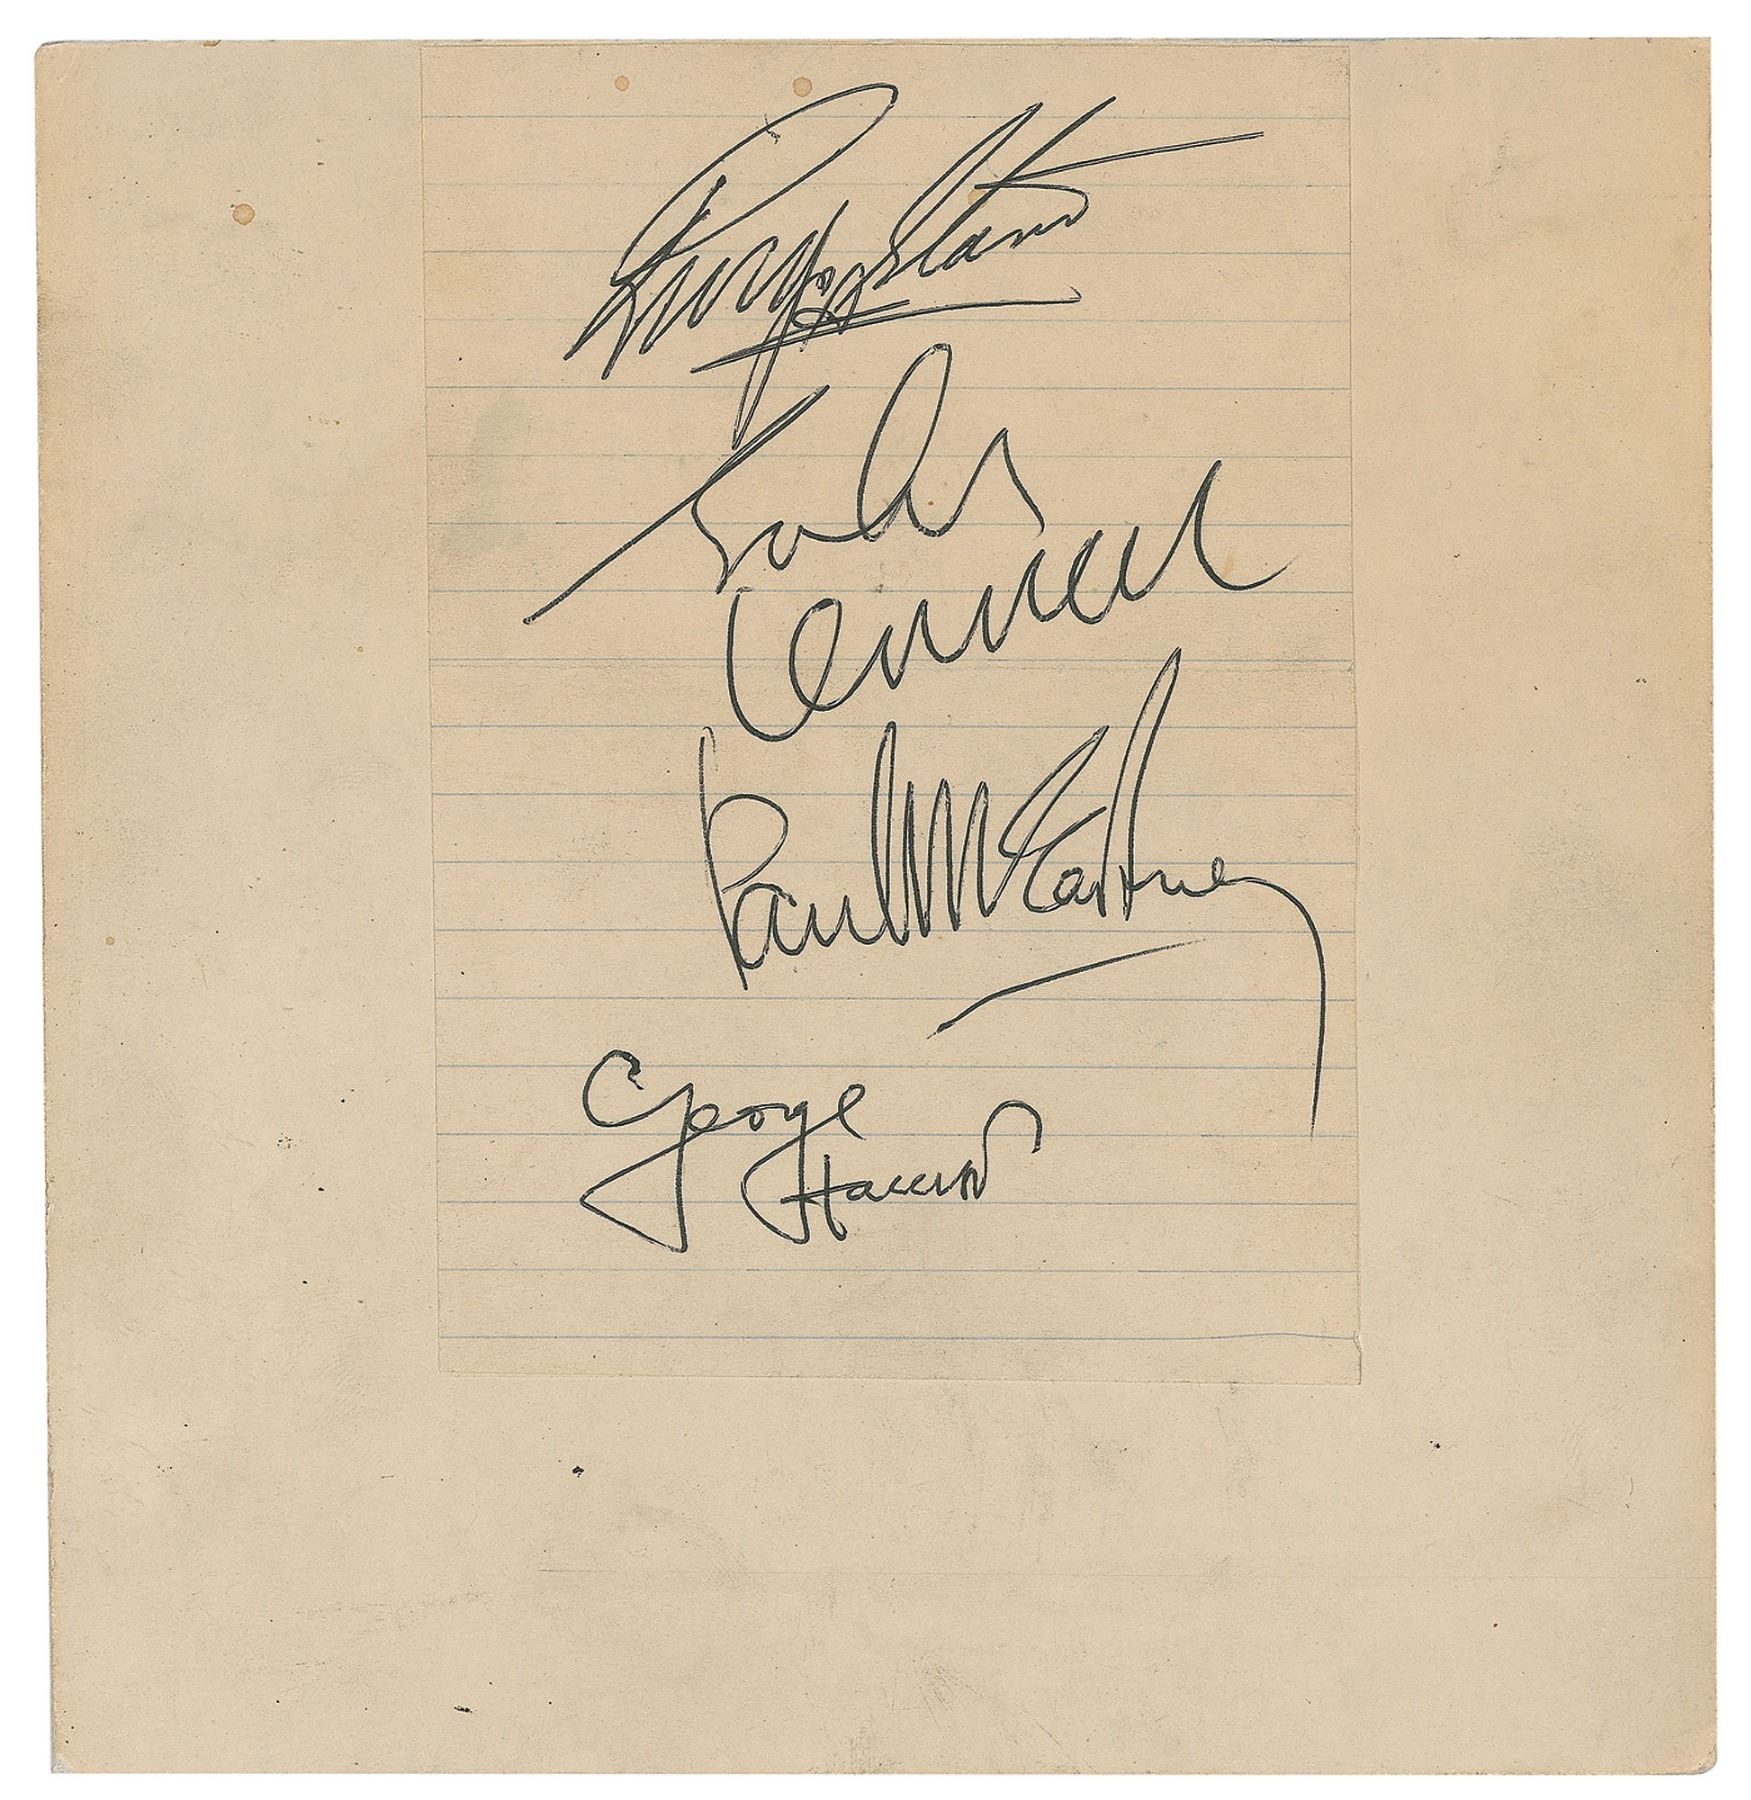 Ringo Starr
John
Lennon
Paul McCartney
George
Harrison